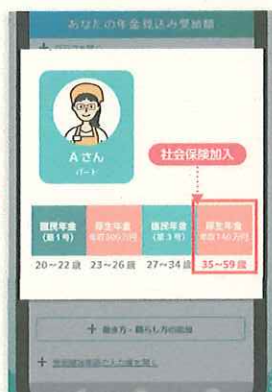 あなたの年金見込み受給額
Aさん
パート
社会保険加入
国民年金
(第1号)
厚生年金
年収300万円
国民年金
(第3号)
厚生年金
年収140万円
20~22歳
23~26歳
27~34歳
35~59歳
+ 働き方・暮らし方の追加